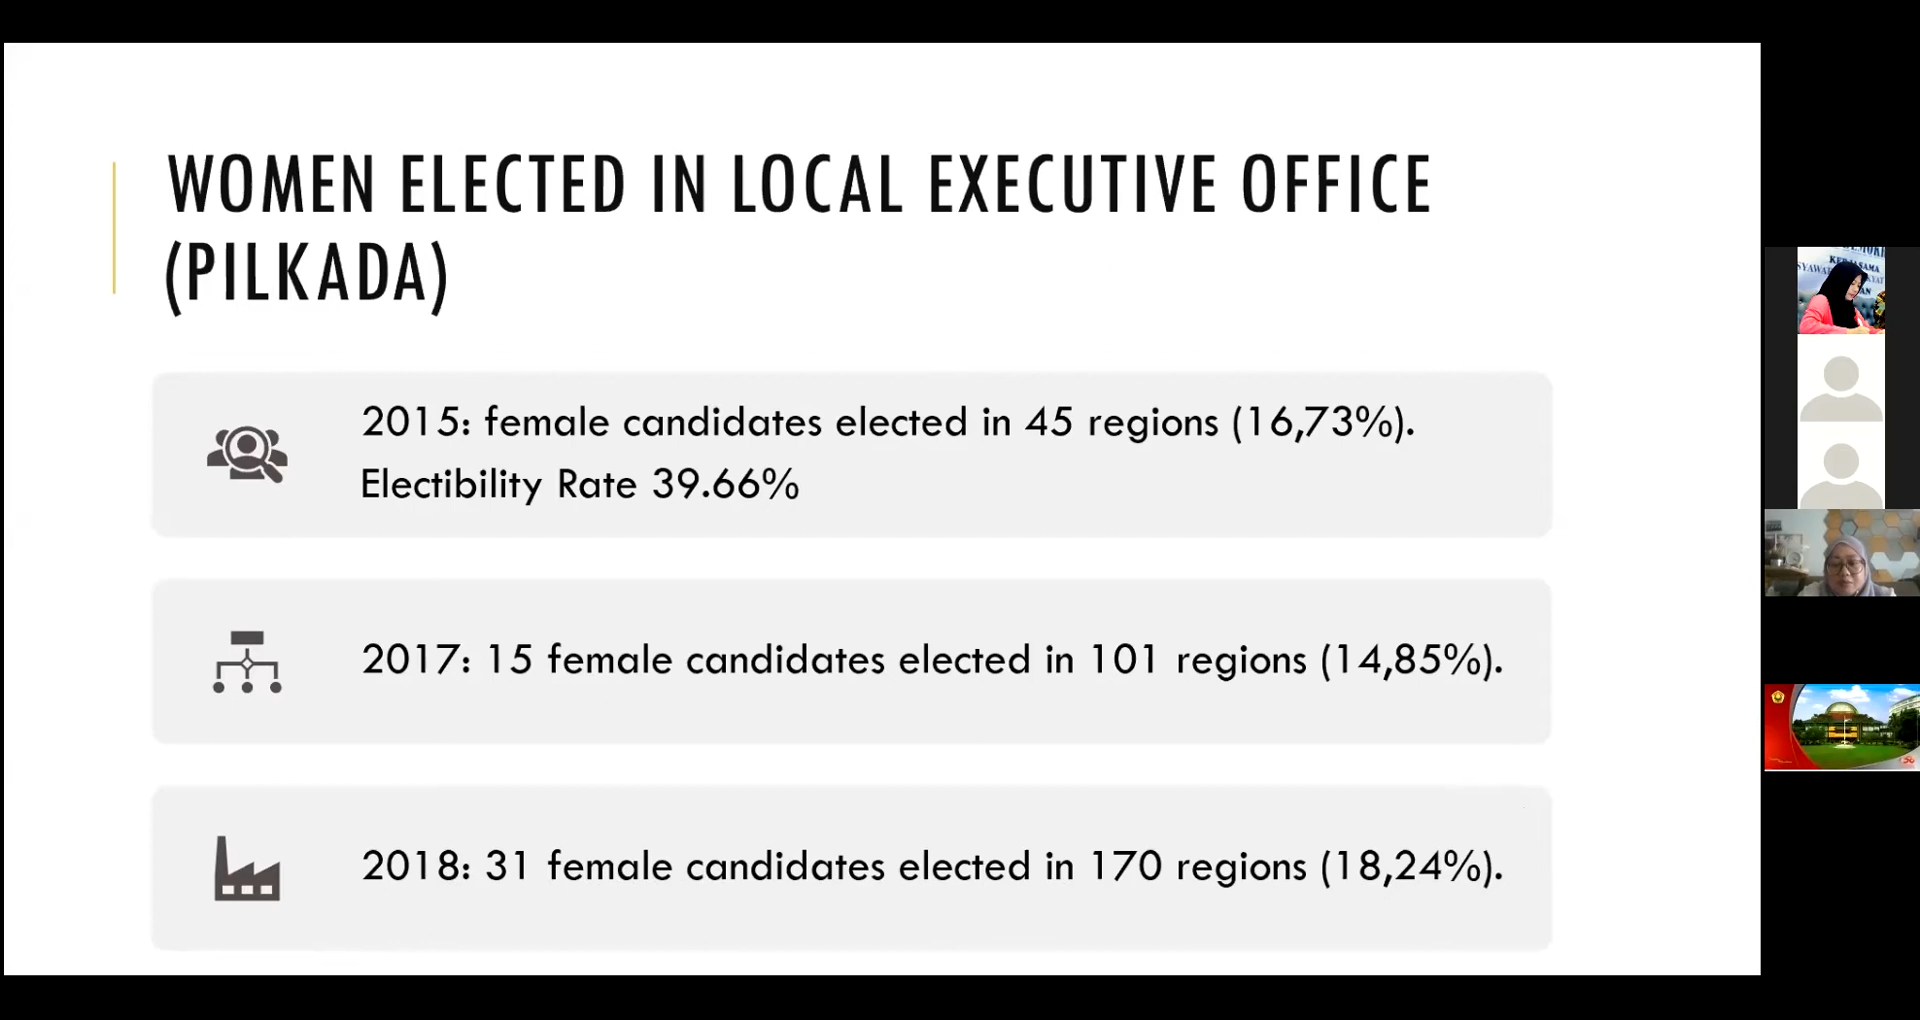 WOMEN ELECTED IN LOCAL EXECUTIVE OFFICE
(PILKADA)
2015: female candidates elected in 45 regions (16,73%).
Electibility Rate 39.66%
2017: 15 female candidates elected in 101 regions (14,85%).
2018: 31 female candidates elected in 170 regions (18,24%).
KERJASAMA